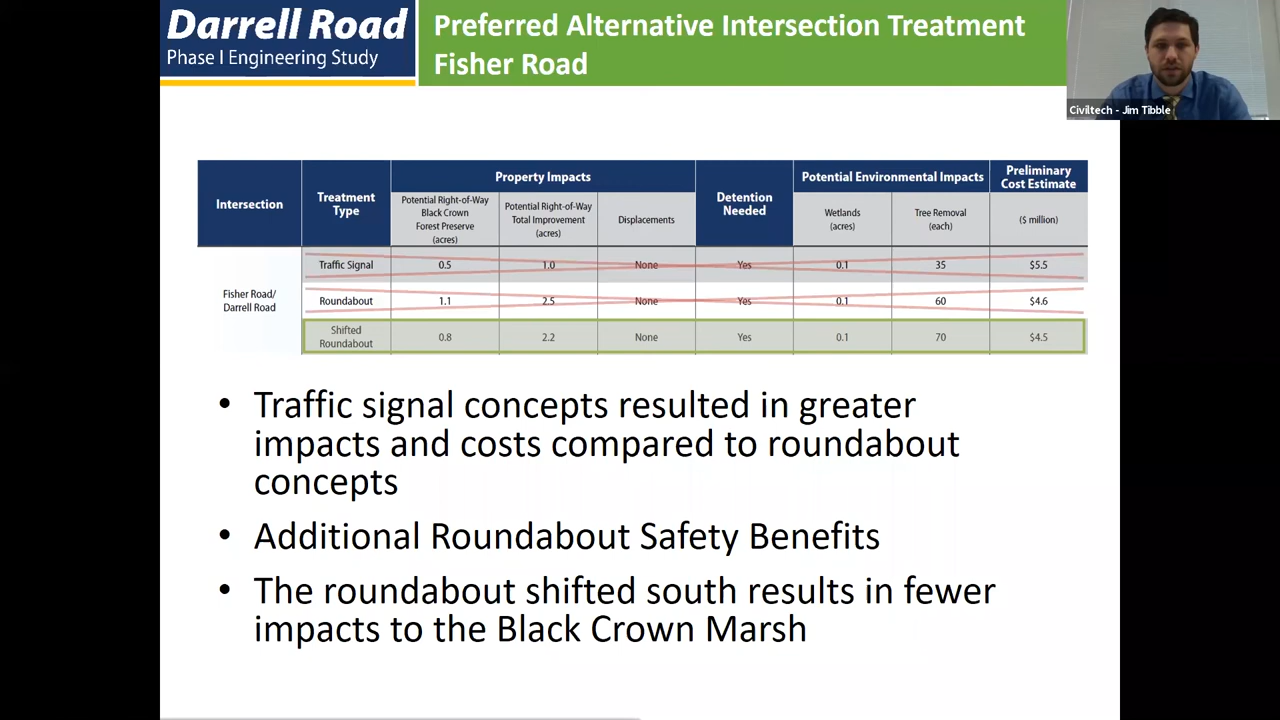 Darrell Road
Phase I Engineering Study
Preferred Alternative Intersection Treatment
Fisher Road
Civiltech - Jim Tibble
Intersection
Treatment
Type
Property Impacts
Detention
Needed
Potential Environmental Impacts
Preliminary
Cost Estimate
Potential Right-of-Way
Black Crown
Forest Preserve
(acres)
Potential Right-of-Way
Total Improvement
(acres)
Displacements
Wetlands
(acres)
Tree Removal
(each)
($ million)
Fisher Road/
Darrell Road
Traffic Signal 0.5 1.0 None Yes 0.1 35 $5.5
Roundabout 1.1 2.5 None Yes 0.1 60 $4.6
Shifted
Roundabout 0.8 2.2 None Yes 0.1 70 $4.5
• Traffic signal concepts resulted in greater
impacts and costs compared to roundabout
concepts
• Additional Roundabout Safety Benefits
• The roundabout shifted south results in fewer
impacts to the Black Crown Marsh